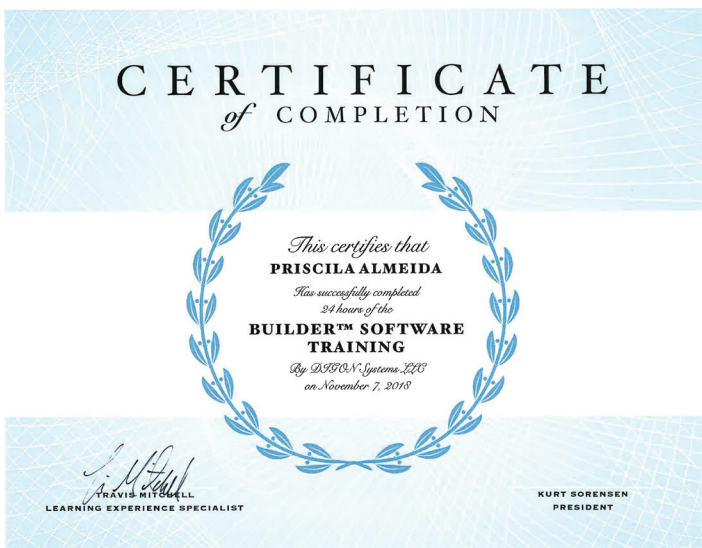 CERTIFICATE
of COMPLETION
This certifies that
PRISCILA ALMEIDA
Has successfully completed
24 hours of the
BUILDER™ SOFTWARE
TRAINING
By DIGON Systems LLC
on November 7, 2018
TRAVIS MITCHELL
LEARNING EXPERIENCE SPECIALIST
KURT SORENSEN
PRESIDENT